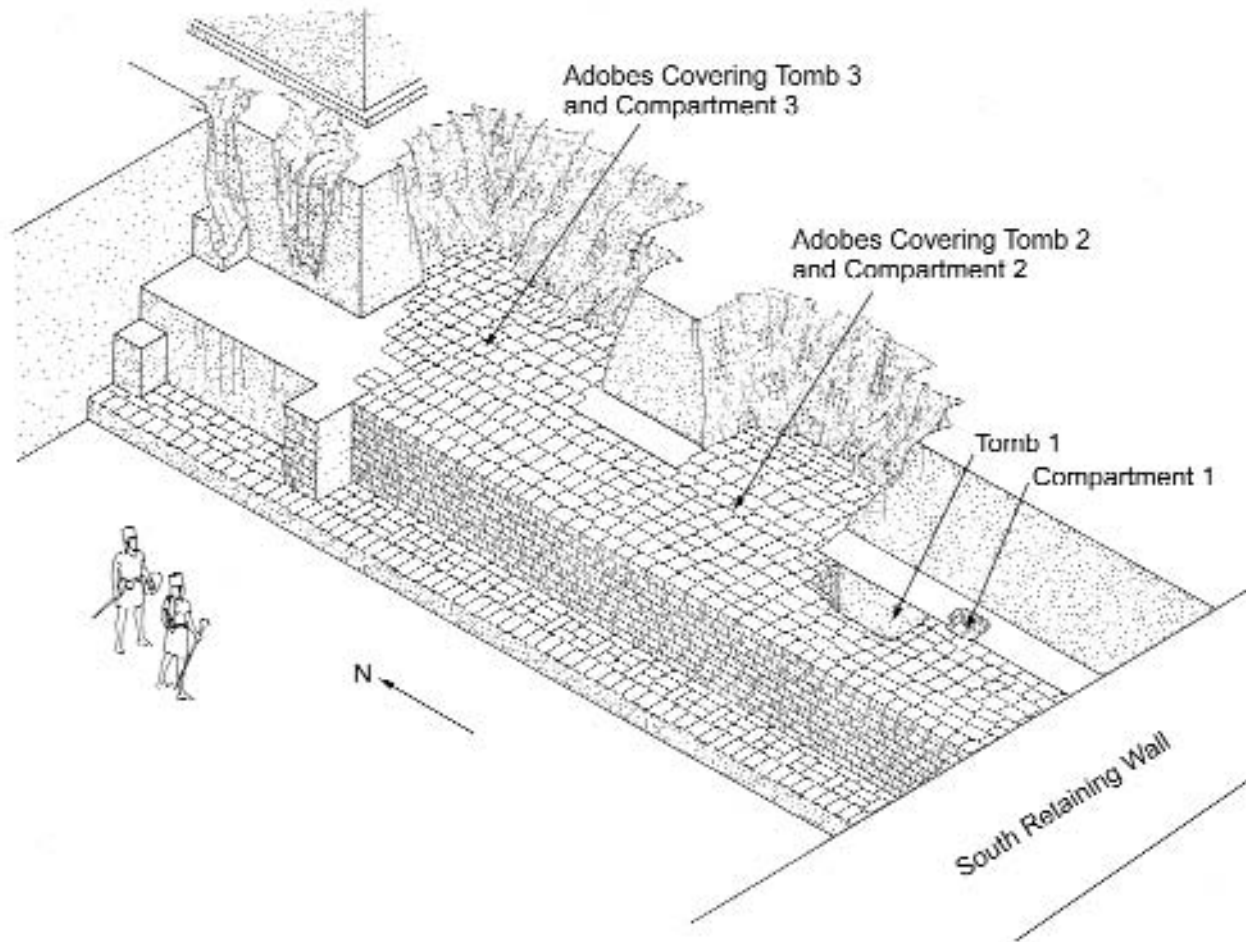 Adobes Covering Tomb 3
and Compartment 3
Adobes Covering Tomb 2
and Compartment 2
Tomb 1
Compartment 1
N
South Retaining Wall